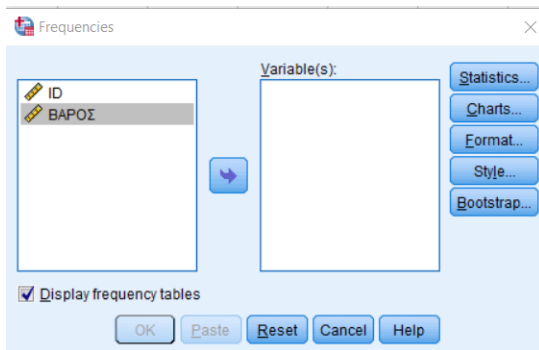 Frequencies
Variable(s):
ID
ΒΑΡΟΣ
Statistics...
Charts...
Format...
Style...
Bootstrap...
Display frequency tables
OK Paste Reset Cancel Help